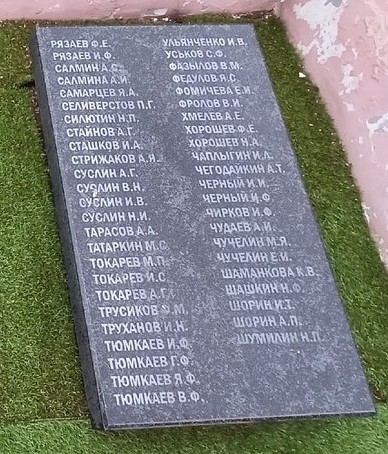 РЯЗАЕВ Ф.Е.
РЯЗАЕВ И.Ф.
САЛМИН А.С.
САЛМИНА А.И.
САМАРЦЕВ Я.А.
СЕЛИВЕРСТОВ П.Г.
СИЛЮТИН Н.П.
СТАЙНОВ А.Г.
СТАШКОВ И.А.
СТРИЖАКОВ А.Я.
СУСЛИН А.Г.
СУСЛИН В.Н.
СУСЛИН И.В.
СУСЛИН Н.И.
ТАРАСОВ А.А.
ТАТАРКИН М.С.
ТОКАРЕВ М.П.
ТОКАРЕВ И.С.
ТОКАРЕВ А.Г.
ТРУСИКОВ Ф.М.
ТРУХАНОВ И.Н.
ТЮМКАЕВ И.Ф.
ТЮМКАЕВ Г.Ф.
ТЮМКАЕВ Я.Ф.
ТЮМКАЕВ В.Ф.
УЛЬЯНЧЕНКО И.В.
УСЬКОВ С.Ф.
ФАЗЫЛОВ В.М.
ФЕДУЛОВ Я.С.
ФОМИЧЕВА Е.И.
ФРОЛОВ В.И.
ХМЕЛЕВ А.Е.
ХОРОШЕВ Ф.Е.
ХОРОШЕВ Н.А.
ЧАПЛЫГИН И.Л.
ЧЕГОДАЙКИН А.Т.
ЧЕРНЫЙ И.И.
ЧЕРНЫЙ И.Ф.
ЧИРКОВ И.Ф.
ЧУДАЕВ А.И.
ЧУЧЕЛИН М.Я.
ЧУЧЕЛИН Е.И.
ШАМАНКОВА К.В.
ШАШКИН Н.Ф.
ШОРИН И.Т.
ШОРИН А.П.
ШУМИЛИН Н.П.